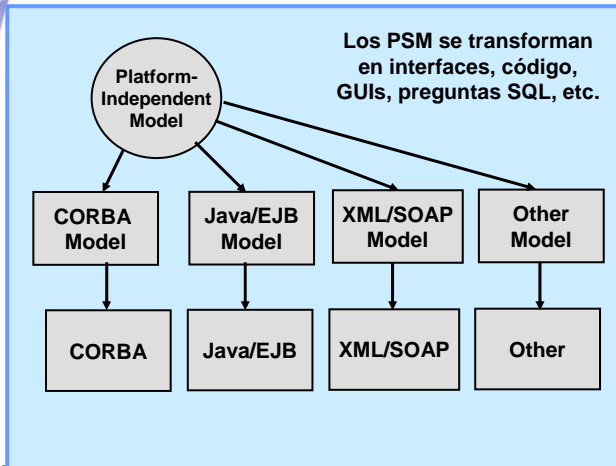 Los PSM se transforman
en interfaces, código,
GUIs, preguntas SQL, etc.
Platform-
Independent
Model
CORBA
Model
Java/EJB
Model
XML/SOAP
Model
Other
Model
CORBA
Java/EJB
XML/SOAP
Other